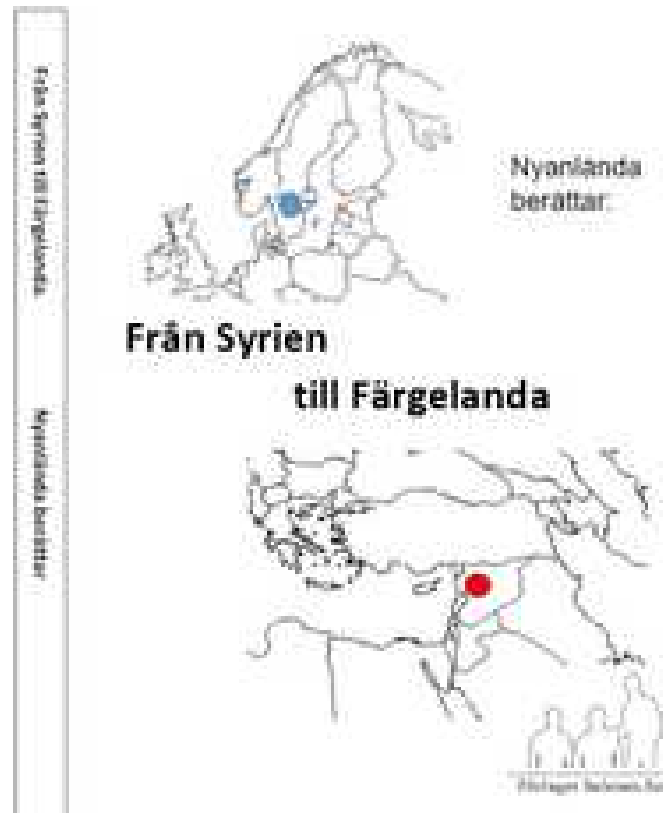 Från Syrien till Färgelanda
Nyanlända berättar
Nyanlända
berättar:
Från Syrien
till Färgelanda